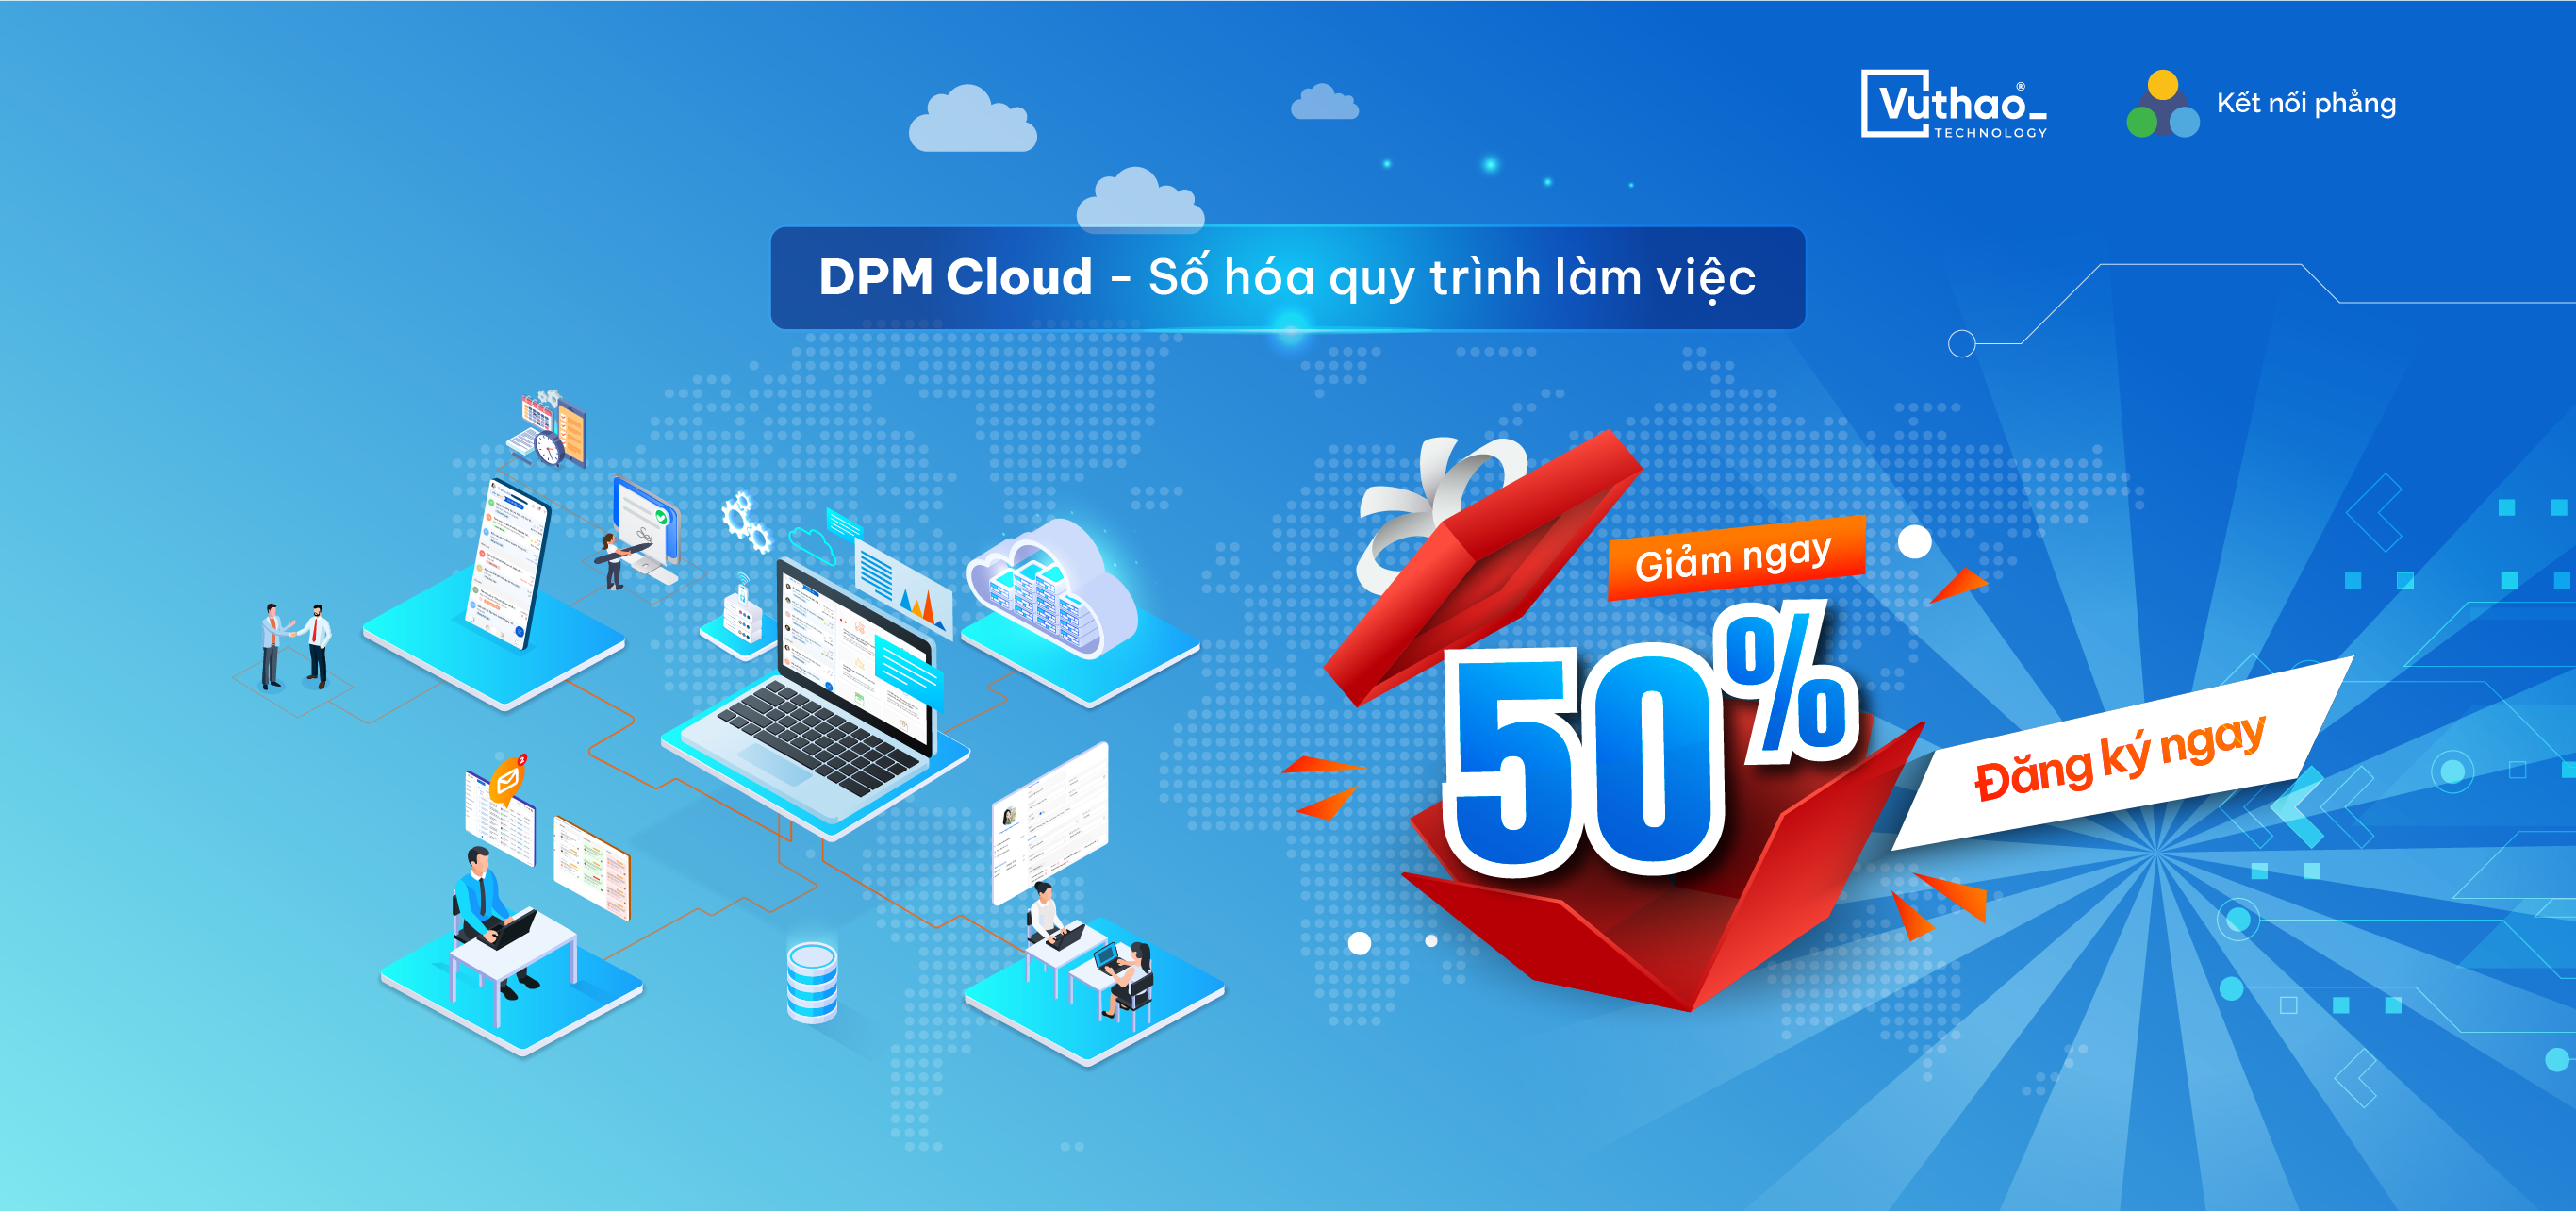 Vuthao®
TECHNOLOGY
Kết nối phẳng
DPM Cloud - Số hóa quy trình làm việc
Giảm ngay
50%
Đăng ký ngay